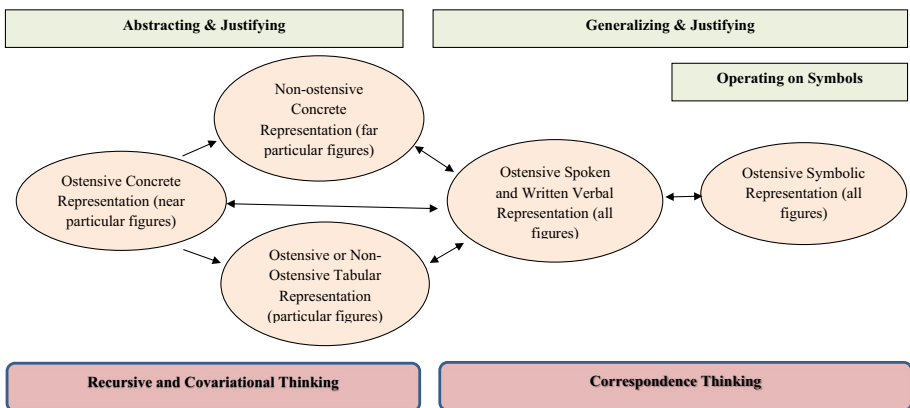 Abstracting & Justifying
Generalizing & Justifying
Operating on Symbols
Non-ostensive
Concrete
Representation (far
particular figures)
Ostensive Concrete
Representation (near
particular figures)
Ostensive Spoken
and Written Verbal
Representation (all
figures)
Ostensive Symbolic
Representation (all
figures)
Ostensive or Non-
Ostensive Tabular
Representation
(particular figures)
Recursive and Covariational Thinking
Correspondence Thinking